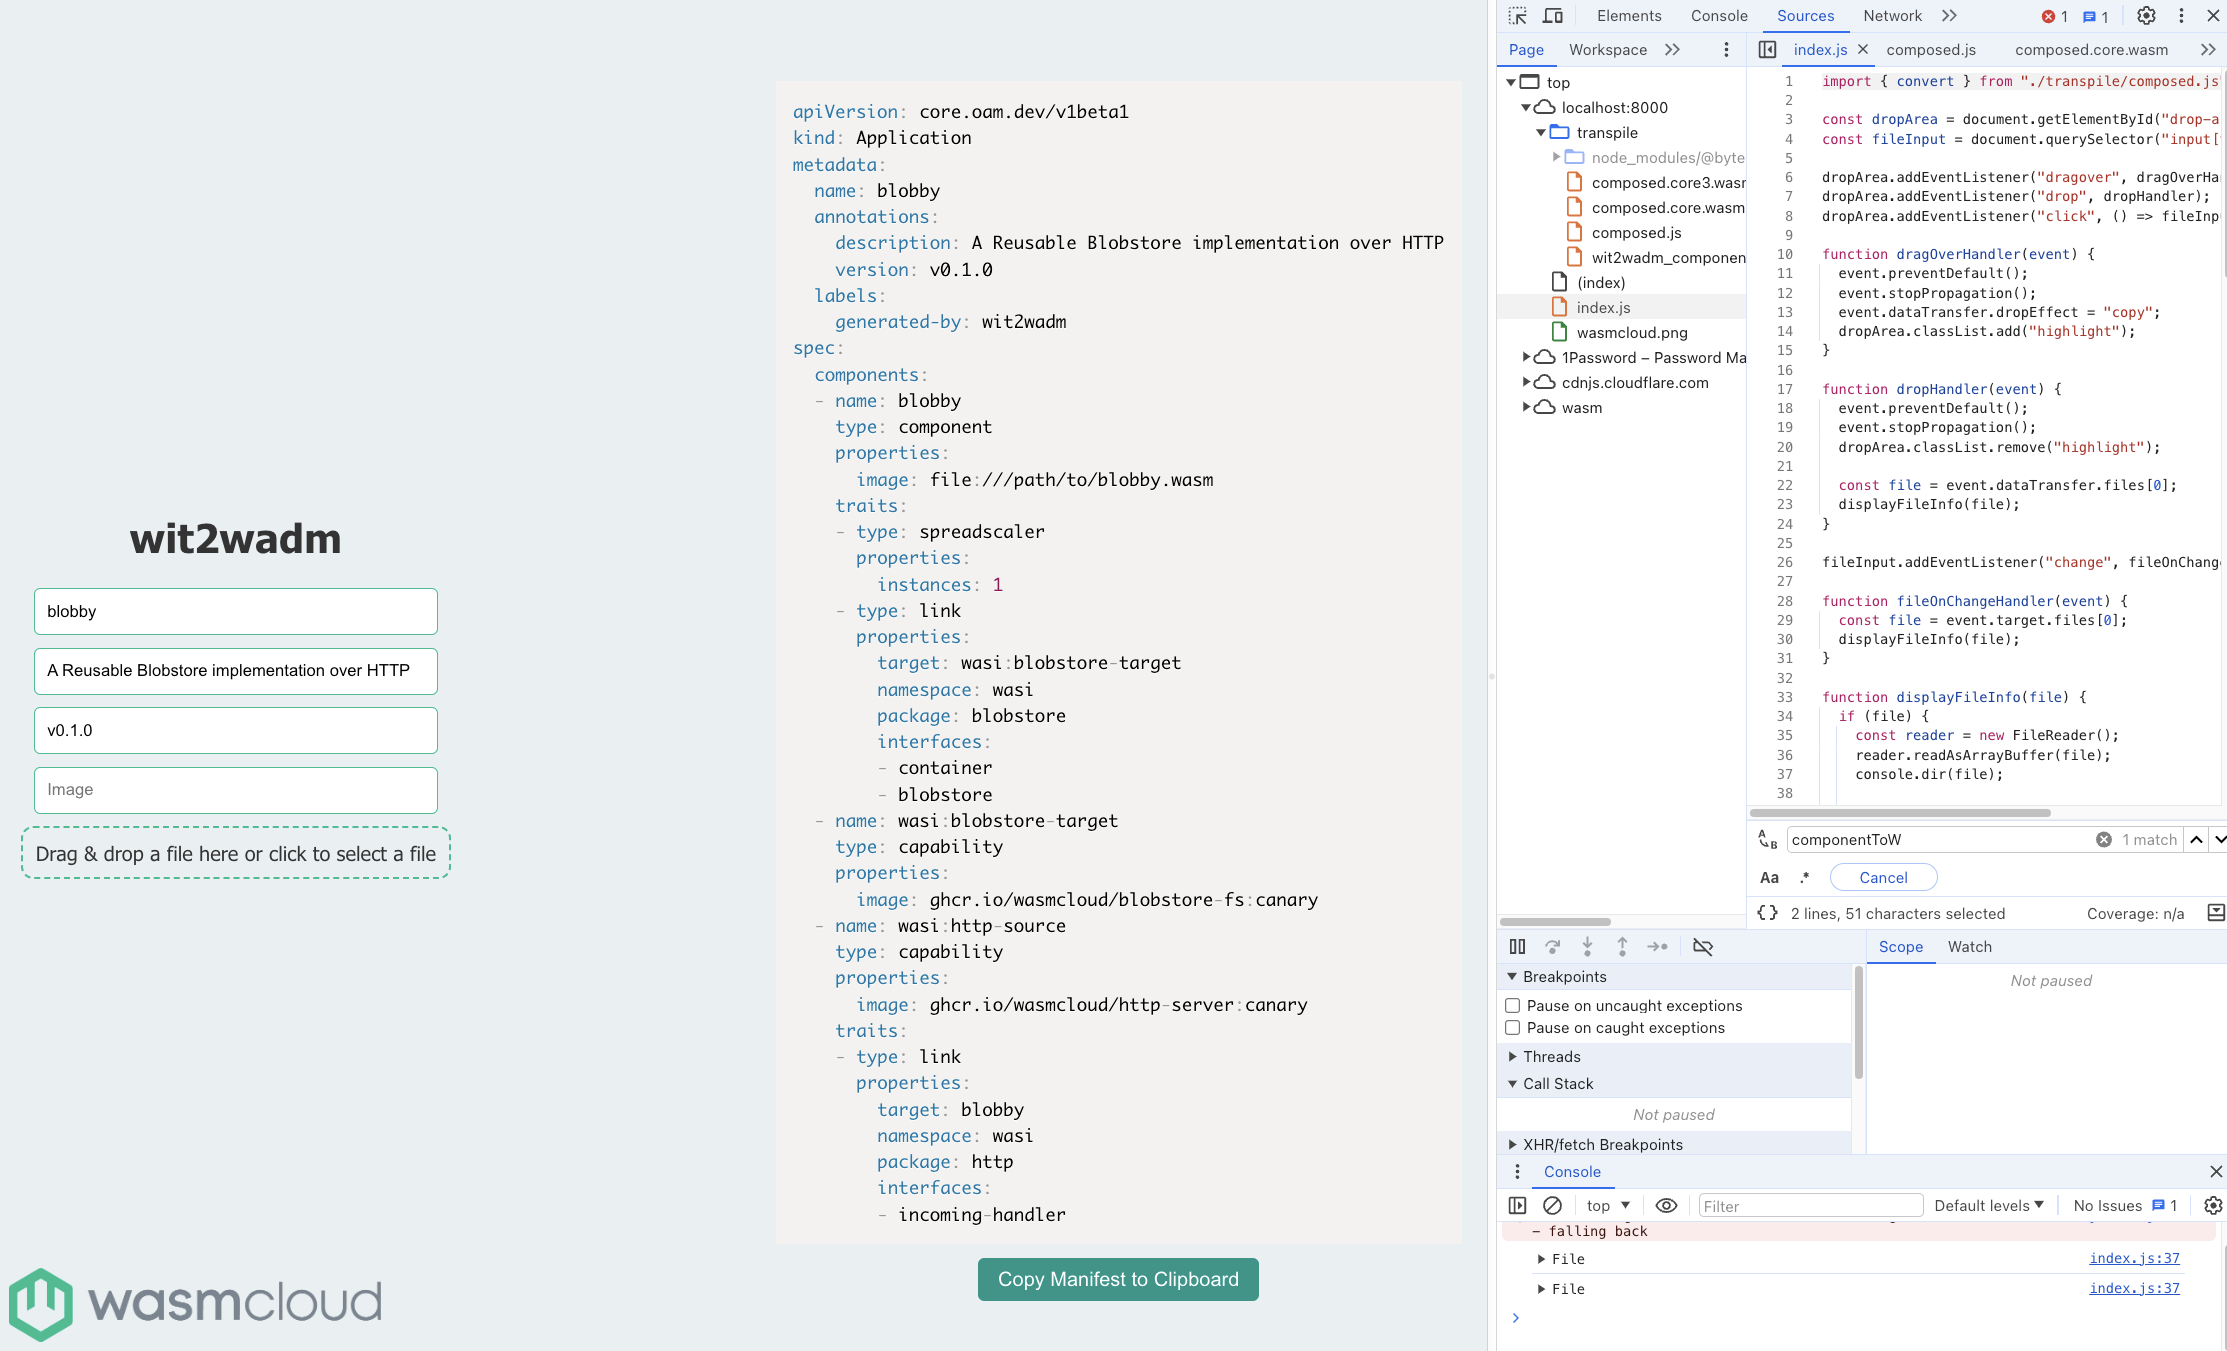 wit2wadm
blobby
A Reusable Blobstore implementation over HTTP
v0.1.0
Image
Drag & drop a file here or click to select a file
wasmcloud
apiVersion: core.oam.dev/v1beta1
kind: Application
metadata:
  name: blobby
  annotations:
    description: A Reusable Blobstore implementation over HTTP
    version: v0.1.0
  labels:
    generated-by: wit2wadm
spec:
  components:
  - name: blobby
    type: component
    properties:
      image: file:///path/to/blobby.wasm
    traits:
    - type: spreadscaler
      properties:
        instances: 1
    - type: link
      properties:
        target: wasi:blobstore-target
        namespace: wasi
        package: blobstore
        interfaces:
        - container
        - blobstore
  - name: wasi:blobstore-target
    type: capability
    properties:
      image: ghcr.io/wasmcloud/blobstore-fs:canary
  - name: wasi:http-source
    type: capability
    properties:
      image: ghcr.io/wasmcloud/http-server:canary
    traits:
    - type: link
      properties:
        target: blobby
        namespace: wasi
        package: http
        interfaces:
        - incoming-handler
Copy Manifest to Clipboard
Elements Console Sources Network 1 1
Page Workspace
top
localhost:8000
transpile
node_modules/@byte
composed.core3.wasm
composed.core.wasm
composed.js
wit2wadm_componen
(index)
index.js
wasmcloud.png
1Password – Password Ma
cdnjs.cloudflare.com
wasm
index.js composed.js composed.core.wasm
1 import { convert } from "./transpile/composed.js"
2
3 const dropArea = document.getElementById("drop-a
4 const fileInput = document.querySelector("input[
5
6 dropArea.addEventListener("dragover", dragOverHa
7 dropArea.addEventListener("drop", dropHandler);
8 dropArea.addEventListener("click", () => fileInp
9
10 function dragOverHandler(event) {
11   event.preventDefault();
12   event.stopPropagation();
13   event.dataTransfer.dropEffect = "copy";
14   dropArea.classList.add("highlight");
15 }
16
17 function dropHandler(event) {
18   event.preventDefault();
19   event.stopPropagation();
20   dropArea.classList.remove("highlight");
21
22   const file = event.dataTransfer.files[0];
23   displayFileInfo(file);
24 }
25
26 fileInput.addEventListener("change", fileOnChang
27
28 function fileOnChangeHandler(event) {
29   const file = event.target.files[0];
30   displayFileInfo(file);
31 }
32
33 function displayFileInfo(file) {
34   if (file) {
35     const reader = new FileReader();
36     reader.readAsArrayBuffer(file);
37     console.dir(file);
38
A B componentToW 1 match
Aa .* Cancel
{} 2 lines, 51 characters selected Coverage: n/a
Scope Watch
Not paused
Breakpoints
Pause on uncaught exceptions
Pause on caught exceptions
Threads
Call Stack
Not paused
XHR/fetch Breakpoints
Console
top Filter Default levels No Issues 1
– falling back
File index.js:37
File index.js:37